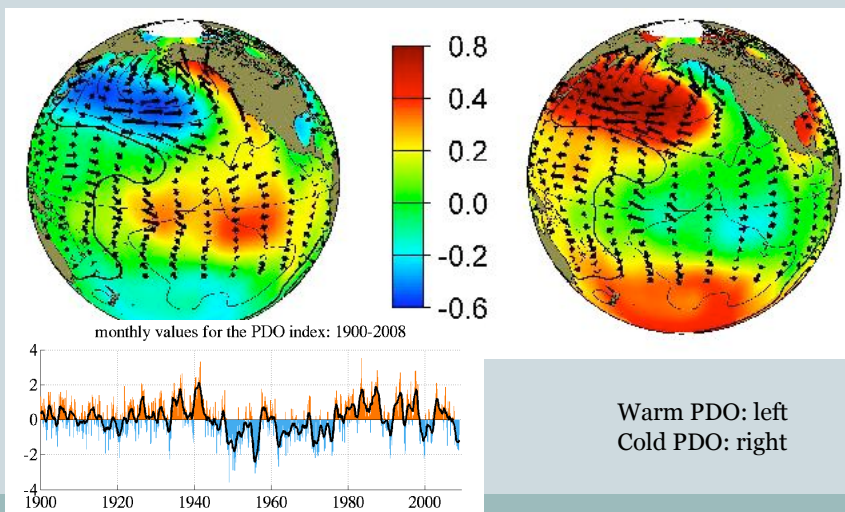 0.8
0.4
0.2
0.0
-0.2
-0.6
monthly values for the PDO index: 1900-2008
4
2
0
-2
-4
1900 1920 1940 1960 1980 2000
Warm PDO: left
Cold PDO: right